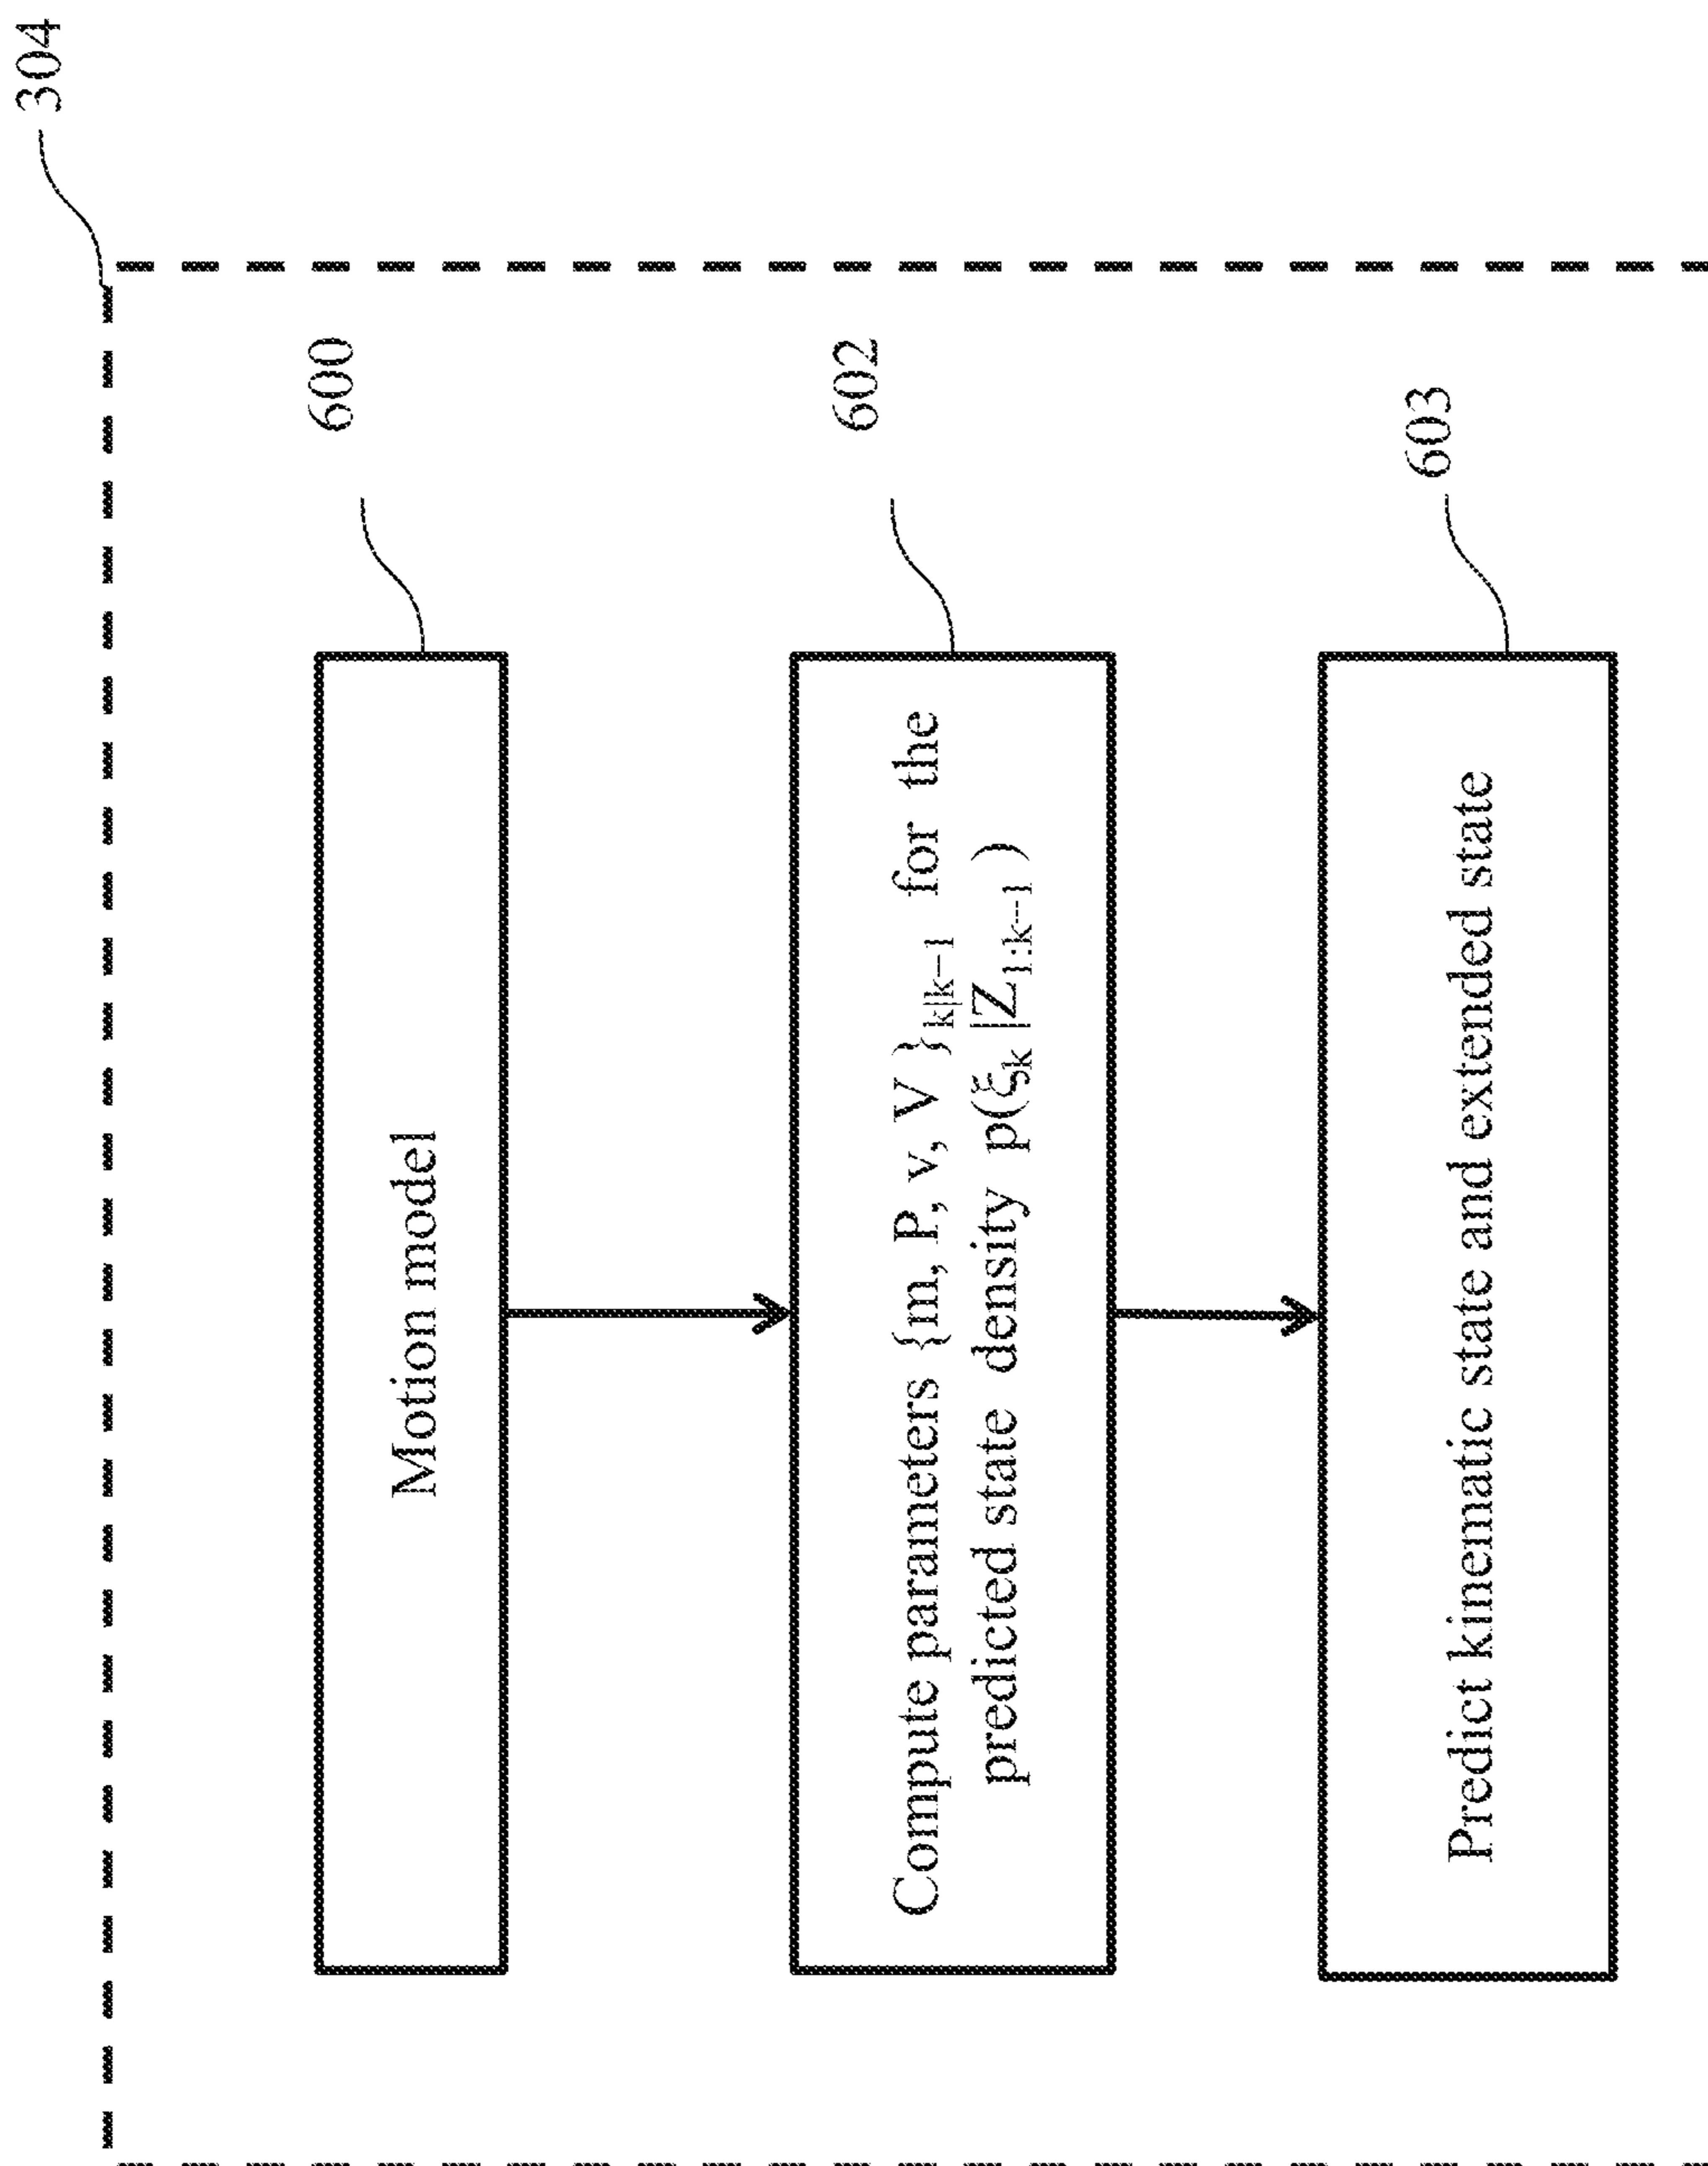 304
600
Motion model
602
Compute parameters {m, P, v, V }k|k−1 for the
predicted state density p(ξk |Z1:k−1)
603
Predict kinematic state and extended state